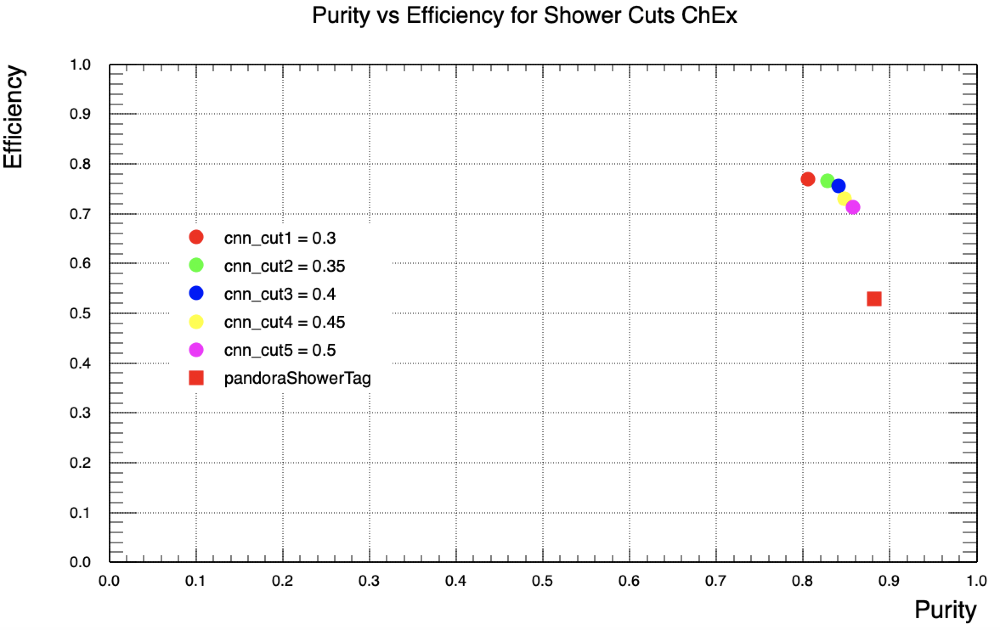 Purity vs Efficiency for Shower Cuts ChEx
Efficiency
1.0
0.9
0.8
0.7
0.6
0.5
0.4
0.3
0.2
0.1
0.0
cnn_cut1 = 0.3
cnn_cut2 = 0.35
cnn_cut3 = 0.4
cnn_cut4 = 0.45
cnn_cut5 = 0.5
pandoraShowerTag
0.0 0.1 0.2 0.3 0.4 0.5 0.6 0.7 0.8 0.9 1.0
Purity